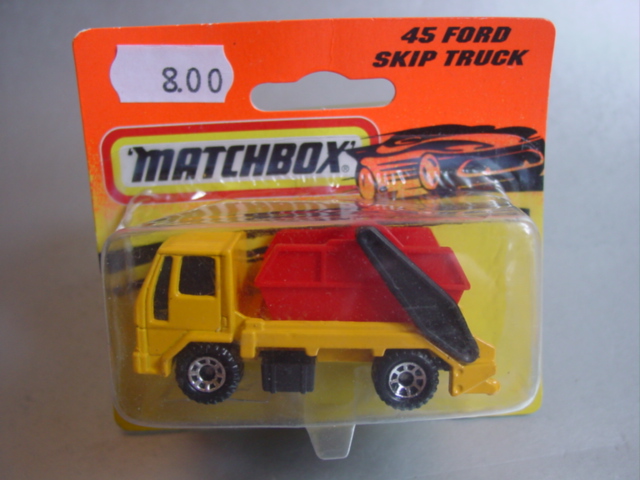 45 FORD
SKIP TRUCK
8.00
'MATCHBOX'®